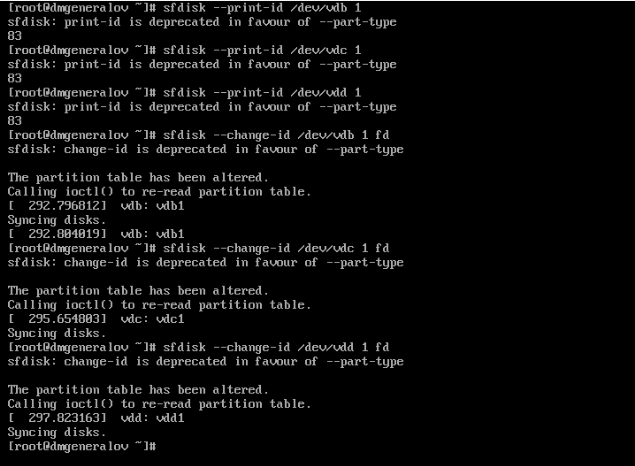 [root@dmgeneralov ~]# sfdisk --print-id /dev/vdb 1
sfdisk: print-id is deprecated in favour of --part-type
83
[root@dmgeneralov ~]# sfdisk --print-id /dev/vdc 1
sfdisk: print-id is deprecated in favour of --part-type
83
[root@dmgeneralov ~]# sfdisk --print-id /dev/vdd 1
sfdisk: print-id is deprecated in favour of --part-type
83
[root@dmgeneralov ~]# sfdisk --change-id /dev/vdb 1 fd
sfdisk: change-id is deprecated in favour of --part-type
The partition table has been altered.
Calling ioctl() to re-read partition table.
[  292.796812]  vdb: vdb1
Syncing disks.
[  292.804019]  vdb: vdb1
[root@dmgeneralov ~]# sfdisk --change-id /dev/vdc 1 fd
sfdisk: change-id is deprecated in favour of --part-type
The partition table has been altered.
Calling ioctl() to re-read partition table.
[  295.654803]  vdc: vdc1
Syncing disks.
[root@dmgeneralov ~]# sfdisk --change-id /dev/vdd 1 fd
sfdisk: change-id is deprecated in favour of --part-type
The partition table has been altered.
Calling ioctl() to re-read partition table.
[  297.823163]  vdd: vdd1
Syncing disks.
[root@dmgeneralov ~]#